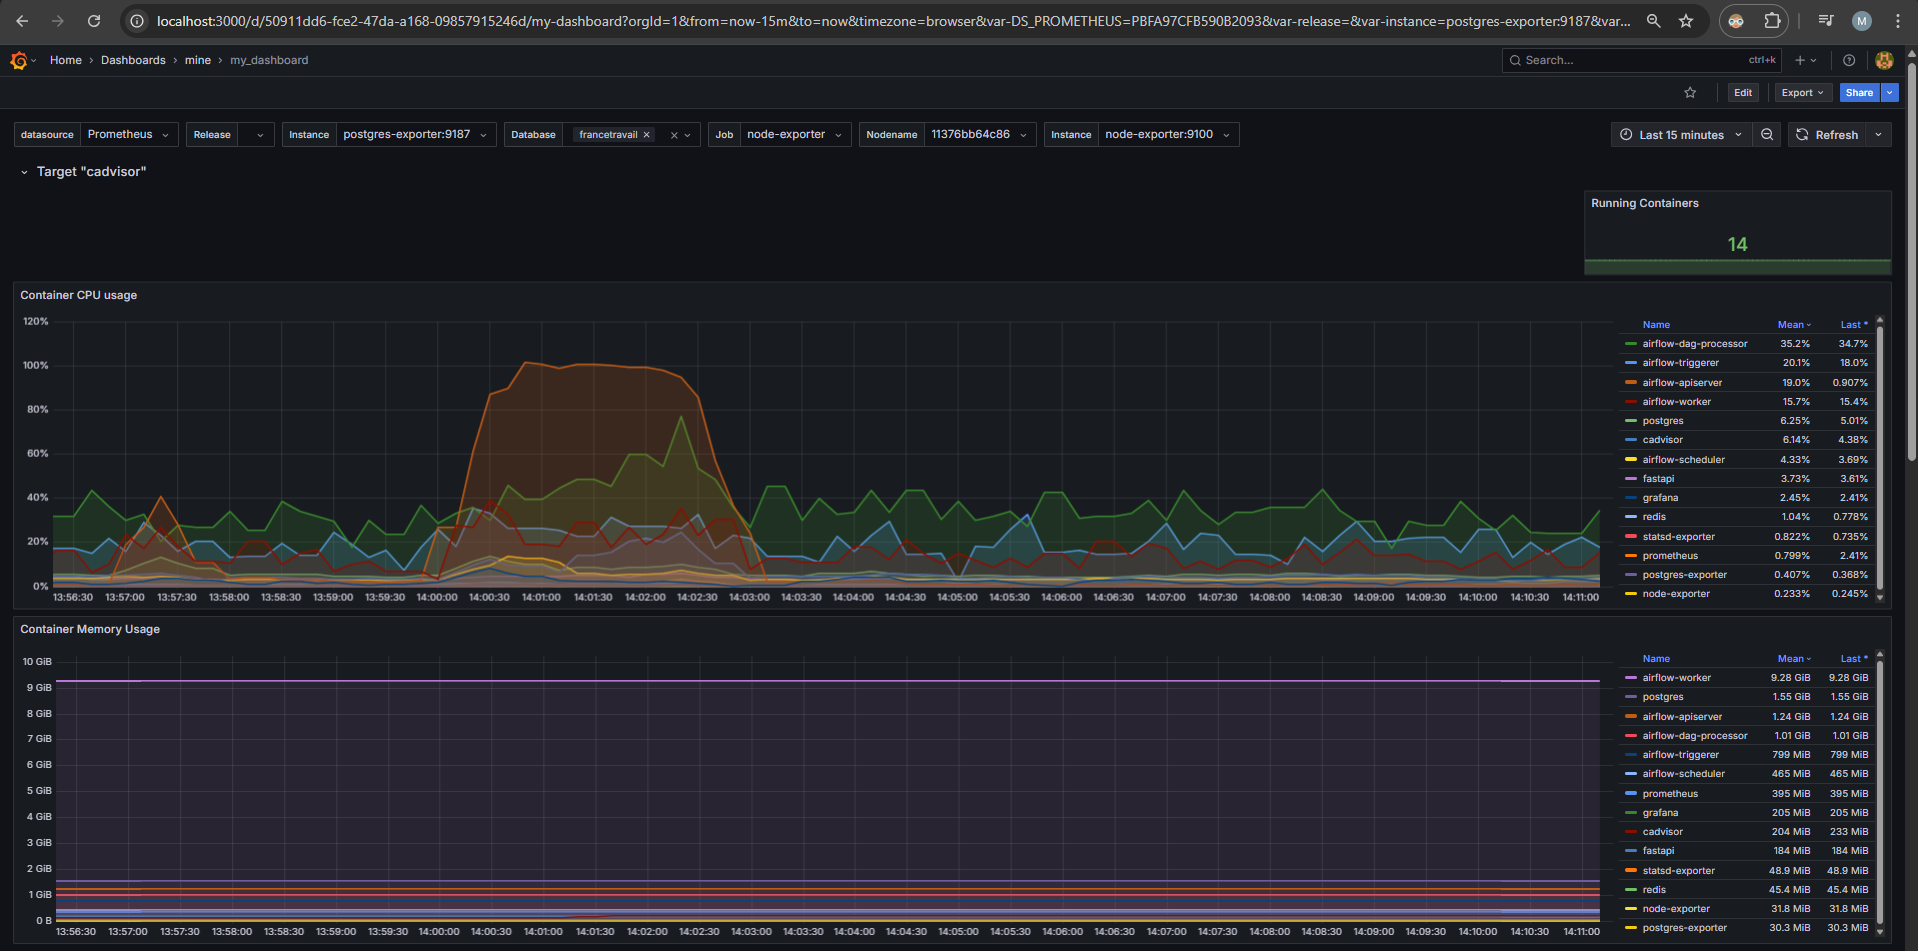 localhost:3000/d/50911dd6-fce2-47da-a168-09857915246d/my-dashboard?orgId=1&from=now-15m&to=now&timezone=browser&var-DS_PROMETHEUS=PBFA97CFB590B2093&var-release=&var-instance=postgres-exporter:9187&var...
M
Home › Dashboards › mine › my_dashboard
Search... ctrl+k
Edit Export Share
datasource Prometheus Release Instance postgres-exporter:9187 Database francetravail Job node-exporter Nodename 11376bb64c86 Instance node-exporter:9100 Last 15 minutes Refresh
Target "cadvisor"
Running Containers
14
Container CPU usage
120%
100%
80%
60%
40%
20%
0%
13:56:30 13:57:00 13:57:30 13:58:00 13:58:30 13:59:00 13:59:30 14:00:00 14:00:30 14:01:00 14:01:30 14:02:00 14:02:30 14:03:00 14:03:30 14:04:00 14:04:30 14:05:00 14:05:30 14:06:00 14:06:30 14:07:00 14:07:30 14:08:00 14:08:30 14:09:00 14:09:30 14:10:00 14:10:30 14:11:00
Name Mean Last *
airflow-dag-processor 35.2% 34.7%
airflow-triggerer 20.1% 18.0%
airflow-apiserver 19.0% 0.907%
airflow-worker 15.7% 15.4%
postgres 6.25% 5.01%
cadvisor 6.14% 4.38%
airflow-scheduler 4.33% 3.69%
fastapi 3.73% 3.61%
grafana 2.45% 2.41%
redis 1.04% 0.778%
statsd-exporter 0.822% 0.735%
prometheus 0.799% 2.41%
postgres-exporter 0.407% 0.368%
node-exporter 0.233% 0.245%
Container Memory Usage
10 GiB
9 GiB
8 GiB
7 GiB
6 GiB
5 GiB
4 GiB
3 GiB
2 GiB
1 GiB
0 B
13:56:30 13:57:00 13:57:30 13:58:00 13:58:30 13:59:00 13:59:30 14:00:00 14:00:30 14:01:00 14:01:30 14:02:00 14:02:30 14:03:00 14:03:30 14:04:00 14:04:30 14:05:00 14:05:30 14:06:00 14:06:30 14:07:00 14:07:30 14:08:00 14:08:30 14:09:00 14:09:30 14:10:00 14:10:30 14:11:00
Name Mean Last *
airflow-worker 9.28 GiB 9.28 GiB
postgres 1.55 GiB 1.55 GiB
airflow-apiserver 1.24 GiB 1.24 GiB
airflow-dag-processor 1.01 GiB 1.01 GiB
airflow-triggerer 799 MiB 799 MiB
airflow-scheduler 465 MiB 465 MiB
prometheus 395 MiB 395 MiB
grafana 205 MiB 205 MiB
cadvisor 204 MiB 233 MiB
fastapi 184 MiB 184 MiB
statsd-exporter 48.9 MiB 48.9 MiB
redis 45.4 MiB 45.4 MiB
node-exporter 31.8 MiB 31.8 MiB
postgres-exporter 30.3 MiB 30.3 MiB